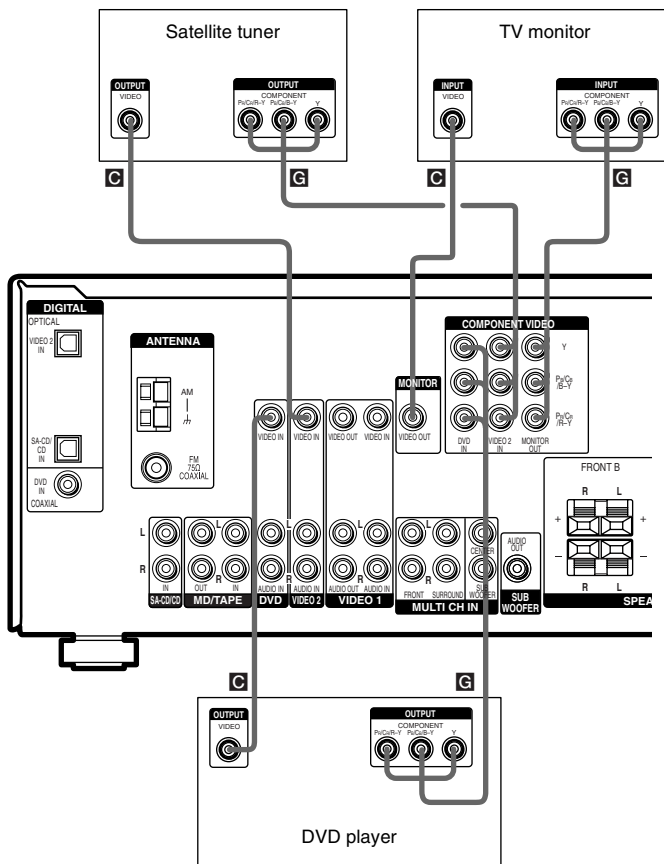 Satellite tuner
TV monitor
OUTPUT
VIDEO
OUTPUT
COMPONENT
PR/CR/R–Y PB/CB/B–Y Y
INPUT
VIDEO
INPUT
COMPONENT
PR/CR/R–Y PB/CB/B–Y Y
C
G
C
G
DIGITAL
OPTICAL
VIDEO 2
IN
SA-CD/
CD
IN
DVD
IN
COAXIAL
ANTENNA
AM
FM
75Ω
COAXIAL
VIDEO IN
VIDEO IN
VIDEO OUT
VIDEO IN
MONITOR
VIDEO OUT
COMPONENT VIDEO
Y
PB/CB
/B–Y
PR/CR
/R–Y
DVD
IN
VIDEO 2
IN
MONITOR
OUT
FRONT B
R L
+ +
– –
R L
SPEA
L
R
IN
SA-CD/CD
L
R
OUT
IN
MD/TAPE
L
R
AUDIO IN
DVD
AUDIO IN
VIDEO 2
L
R
AUDIO OUT
AUDIO IN
VIDEO 1
L
R
FRONT
SURROUND
CENTER
SUB
WOOFER
MULTI CH IN
AUDIO
OUT
SUB
WOOFER
C
G
OUTPUT
VIDEO
OUTPUT
COMPONENT
PR/CR/R–Y PB/CB/B–Y Y
DVD player